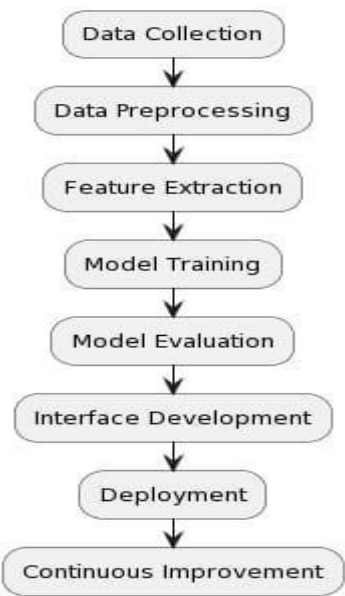 Data Collection
Data Preprocessing
Feature Extraction
Model Training
Model Evaluation
Interface Development
Deployment
Continuous Improvement